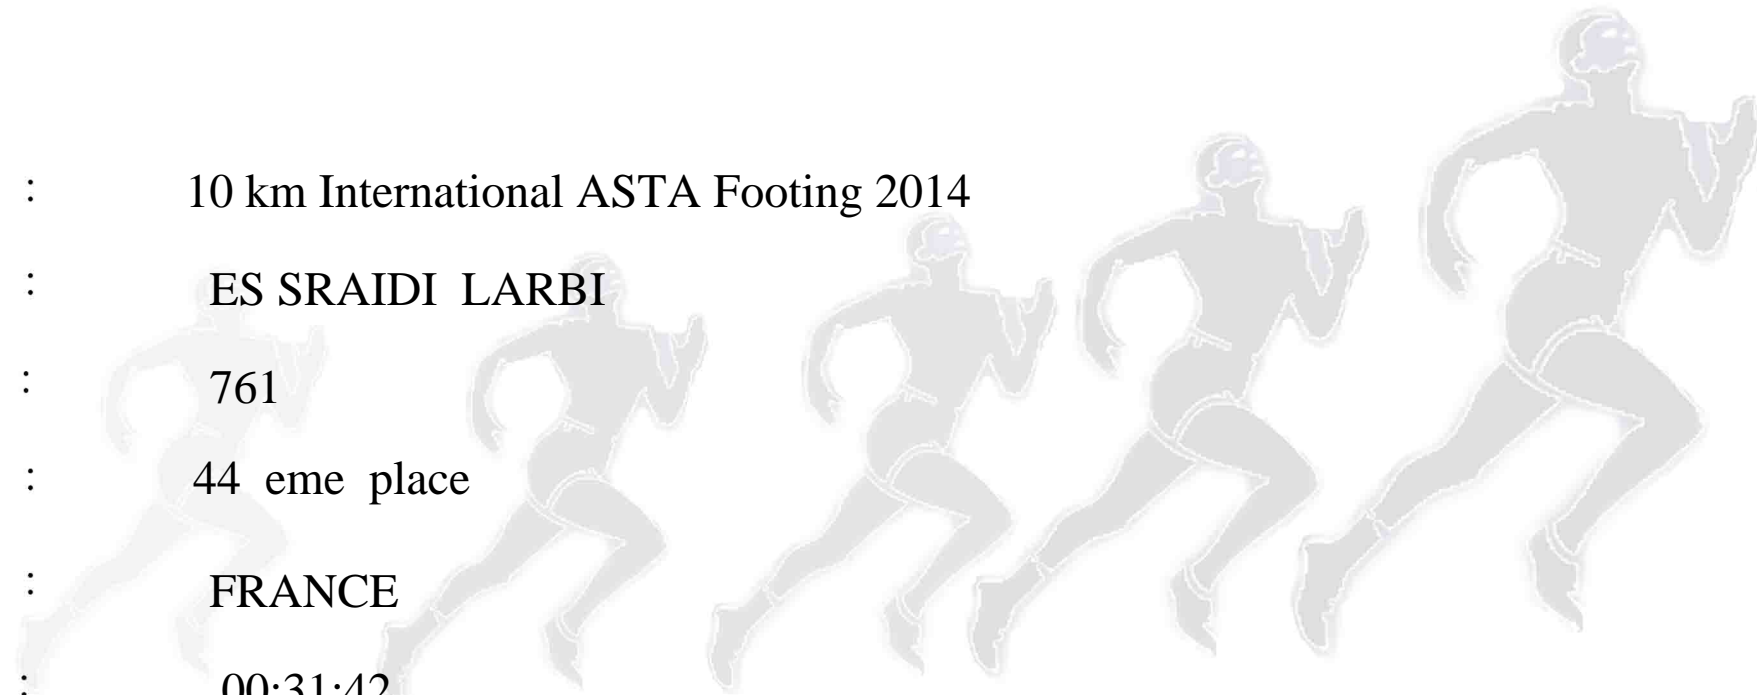 : 10 km International ASTA Footing 2014
: ES SRAIDI LARBI
: 761
: 44 eme place
: FRANCE
: 00:31:42